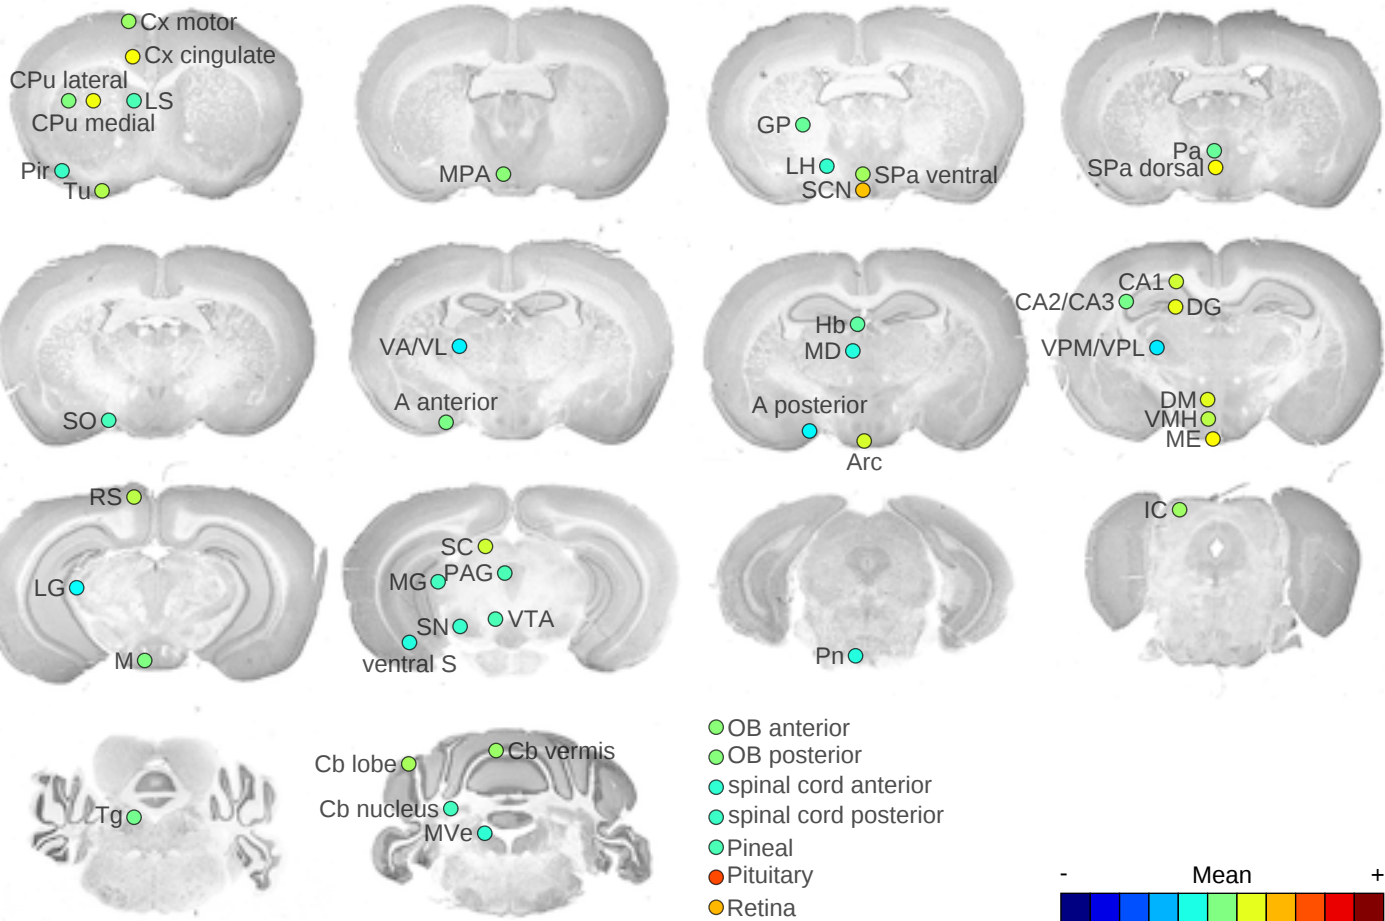 Cx motor
Cx cingulate
CPu lateral
LS
CPu medial
Pir
Tu
MPA
GP
LH
SPa ventral
SCN
Pa
SPa dorsal
SO
VA/VL
A anterior
Hb
MD
A posterior
Arc
CA1
CA2/CA3
DG
VPM/VPL
DM
VMH
ME
RS
LG
M
SC
PAG
MG
SN
VTA
ventral S
Pn
IC
Tg
Cb vermis
Cb lobe
Cb nucleus
MVe
OB anterior
OB posterior
spinal cord anterior
spinal cord posterior
Pineal
Pituitary
Retina
- Mean +